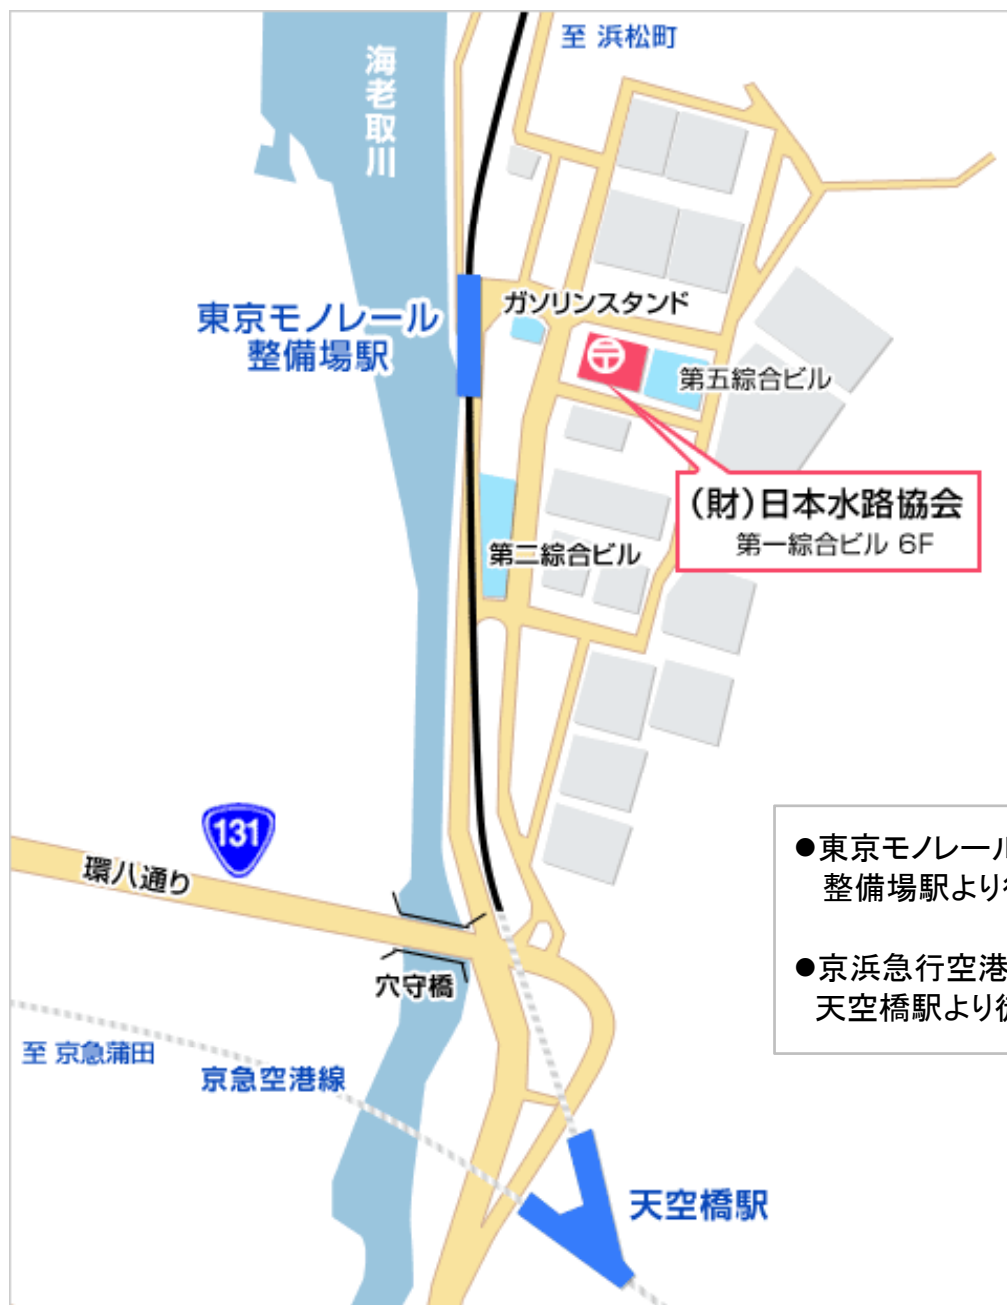 至 浜松町
海老取川
東京モノレール
整備場駅
ガソリンスタンド
第五綜合ビル
(財)日本水路協会
第一綜合ビル 6F
第二綜合ビル
131
環八通り
●東京モノレール
整備場駅より
●京浜急行空港
天空橋駅より
穴守橋
至 京急蒲田
京急空港線
天空橋駅